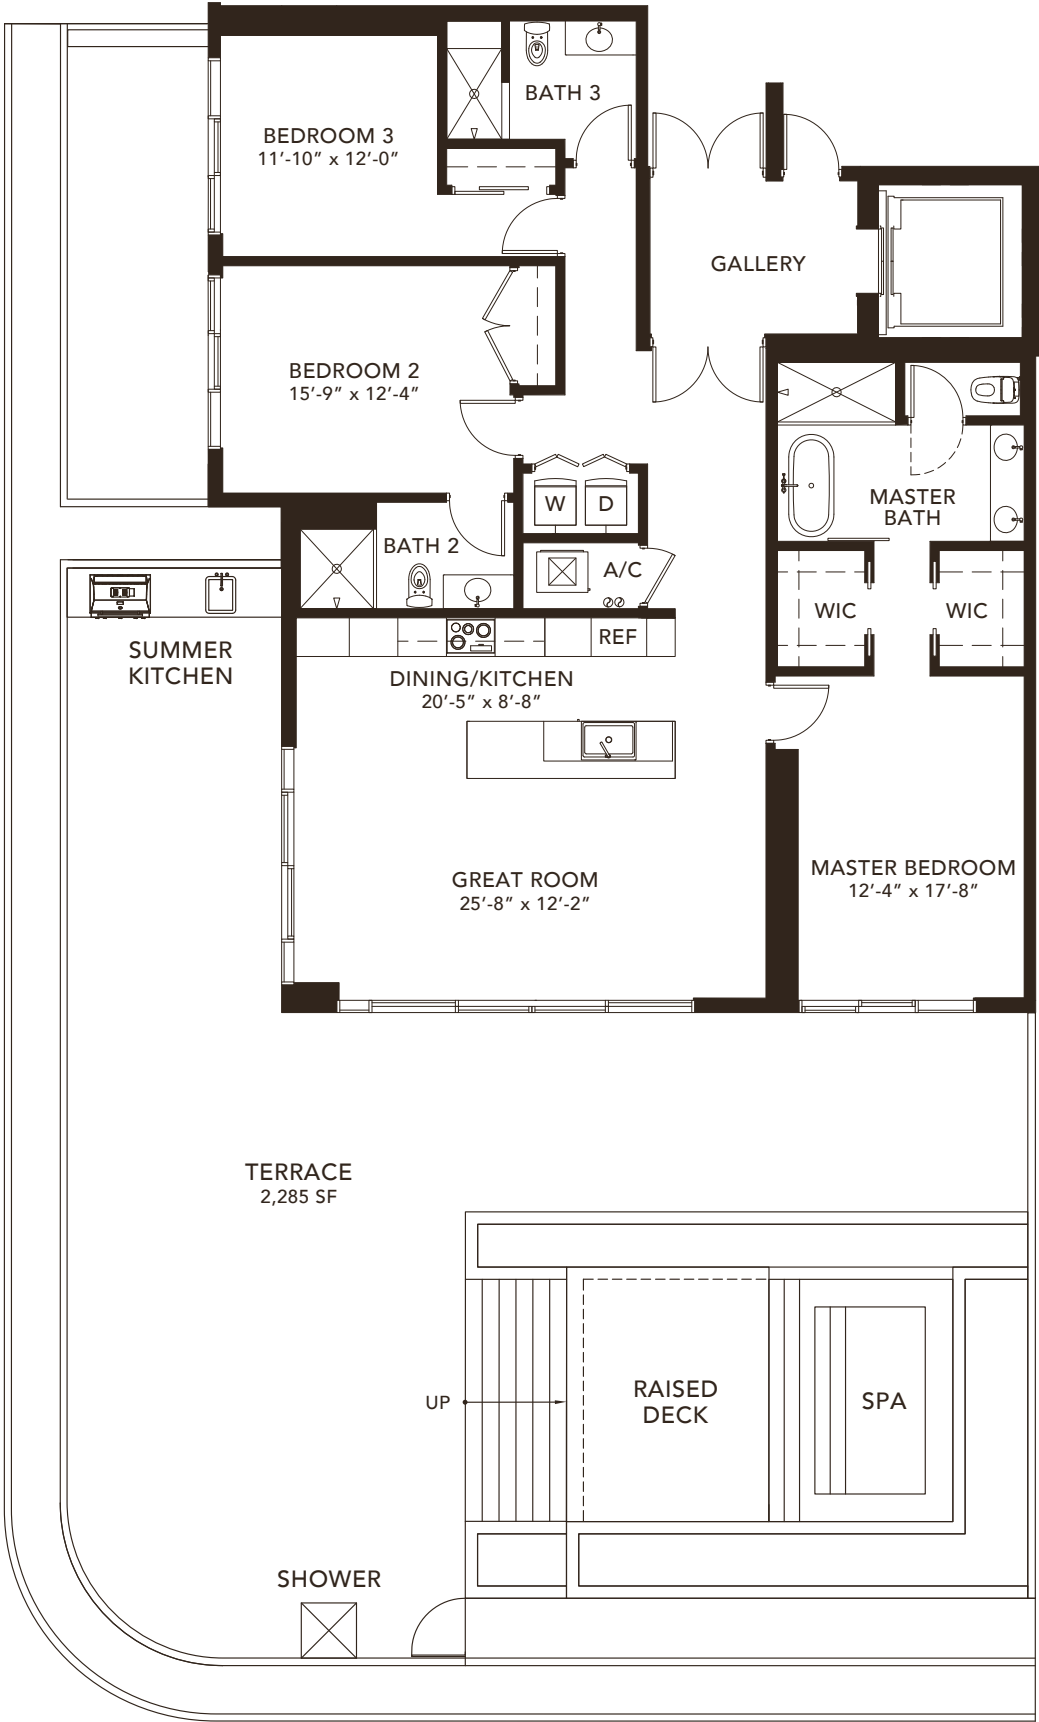 BATH 3
BEDROOM 3
11'-10" x 12'-0"
GALLERY
BEDROOM 2
15'-9" x 12'-4"
W
D
MASTER
BATH
BATH 2
A/C
WIC
WIC
REF
SUMMER
KITCHEN
DINING/KITCHEN
20'-5" x 8'-8"
GREAT ROOM
25'-8" x 12'-2"
MASTER BEDROOM
12'-4" x 17'-8"
TERRACE
2,285 SF
UP
RAISED
DECK
SPA
SHOWER